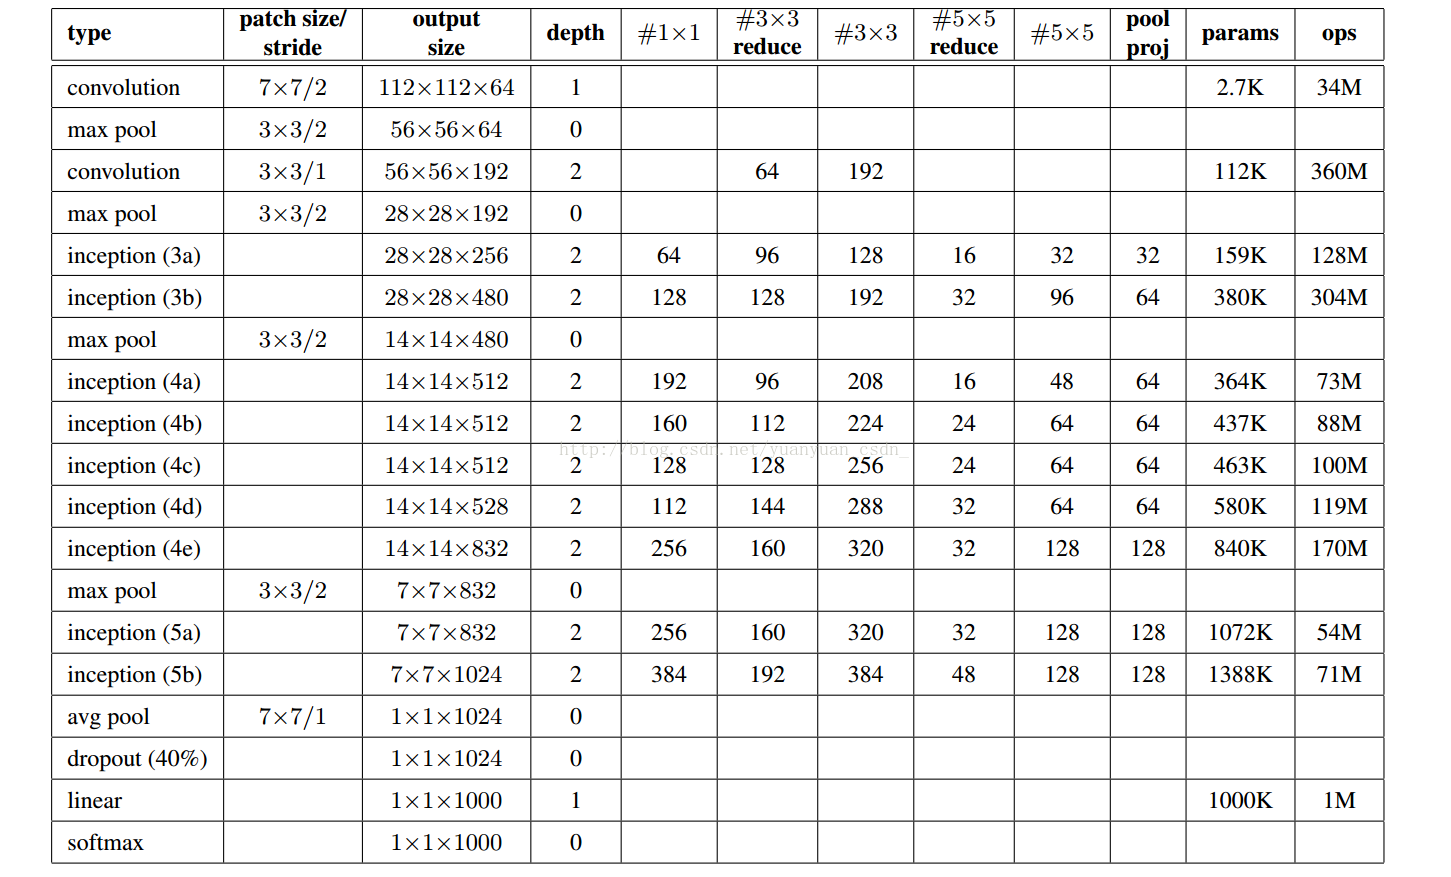 type patch size/ stride output size depth #1×1 #3×3 reduce #3×3 #5×5 reduce #5×5 pool proj params ops
convolution 7×7/2 112×112×64 1 2.7K 34M
max pool 3×3/2 56×56×64 0
convolution 3×3/1 56×56×192 2 64 192 112K 360M
max pool 3×3/2 28×28×192 0
inception (3a) 28×28×256 2 64 96 128 16 32 32 159K 128M
inception (3b) 28×28×480 2 128 128 192 32 96 64 380K 304M
max pool 3×3/2 14×14×480 0
inception (4a) 14×14×512 2 192 96 208 16 48 64 364K 73M
inception (4b) 14×14×512 2 160 112 224 24 64 64 437K 88M
http://blog.csdn.net/yuanyuan_csdn_
inception (4c) 14×14×512 2 128 128 256 24 64 64 463K 100M
inception (4d) 14×14×528 2 112 144 288 32 64 64 580K 119M
inception (4e) 14×14×832 2 256 160 320 32 128 128 840K 170M
max pool 3×3/2 7×7×832 0
inception (5a) 7×7×832 2 256 160 320 32 128 128 1072K 54M
inception (5b) 7×7×1024 2 384 192 384 48 128 128 1388K 71M
avg pool 7×7/1 1×1×1024 0
dropout (40%) 1×1×1024 0
linear 1×1×1000 1 1000K 1M
softmax 1×1×1000 0